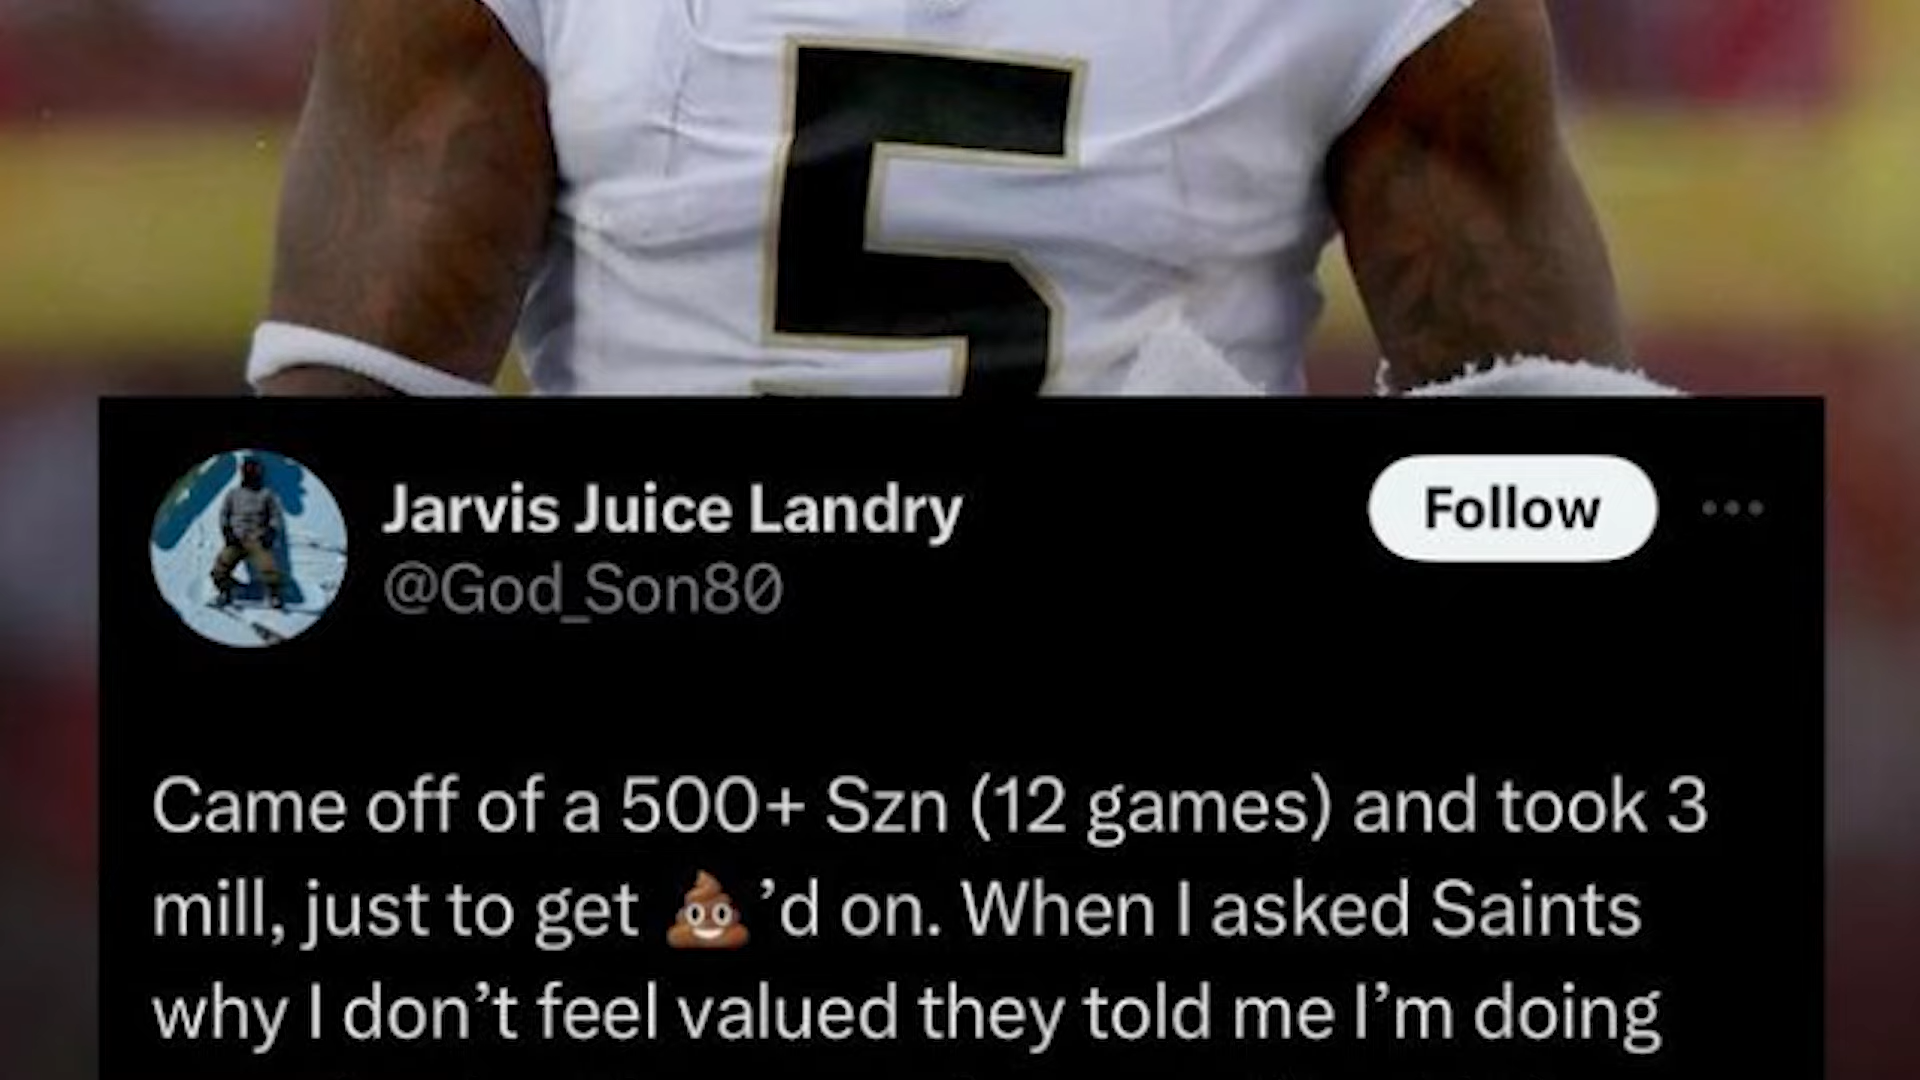 5
Jarvis Juice Landry
@God_Son80
Follow
Came off of a 500+ Szn (12 games) and took 3
mill, just to get 💩’d on. When I asked Saints
why I don’t feel valued they told me I’m doing